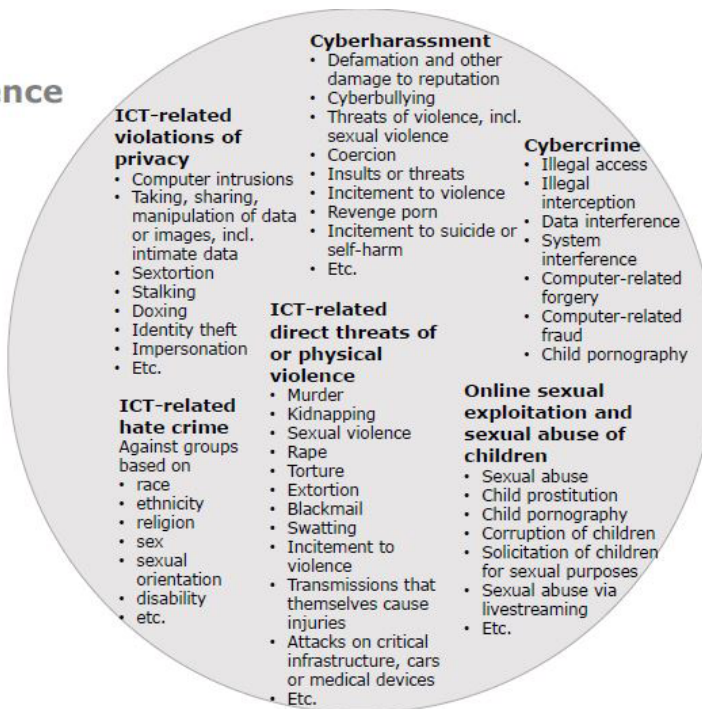 ence
Cyberharassment
• Defamation and other
damage to reputation
• Cyberbullying
• Threats of violence, incl.
sexual violence
• Coercion
• Insults or threats
• Incitement to violence
• Revenge porn
• Incitement to suicide or
self-harm
• Etc.
ICT-related
violations of
privacy
• Computer intrusions
• Taking, sharing,
manipulation of data
or images, incl.
intimate data
• Sextortion
• Stalking
• Doxing
• Identity theft
• Impersonation
• Etc.
Cybercrime
• Illegal access
• Illegal
interception
• Data interference
• System
interference
• Computer-related
forgery
• Computer-related
fraud
• Child pornography
ICT-related
direct threats of
or physical
violence
• Murder
• Kidnapping
• Sexual violence
• Rape
• Torture
• Extortion
• Blackmail
• Swatting
• Incitement to
violence
• Transmissions that
themselves cause
injuries
• Attacks on critical
infrastructure, cars
or medical devices
• Etc.
ICT-related
hate crime
Against groups
based on
• race
• ethnicity
• religion
• sex
• sexual
orientation
• disability
• etc.
Online sexual
exploitation and
sexual abuse of
children
• Sexual abuse
• Child prostitution
• Child pornography
• Corruption of children
• Solicitation of children
for sexual purposes
• Sexual abuse via
livestreaming
• Etc.